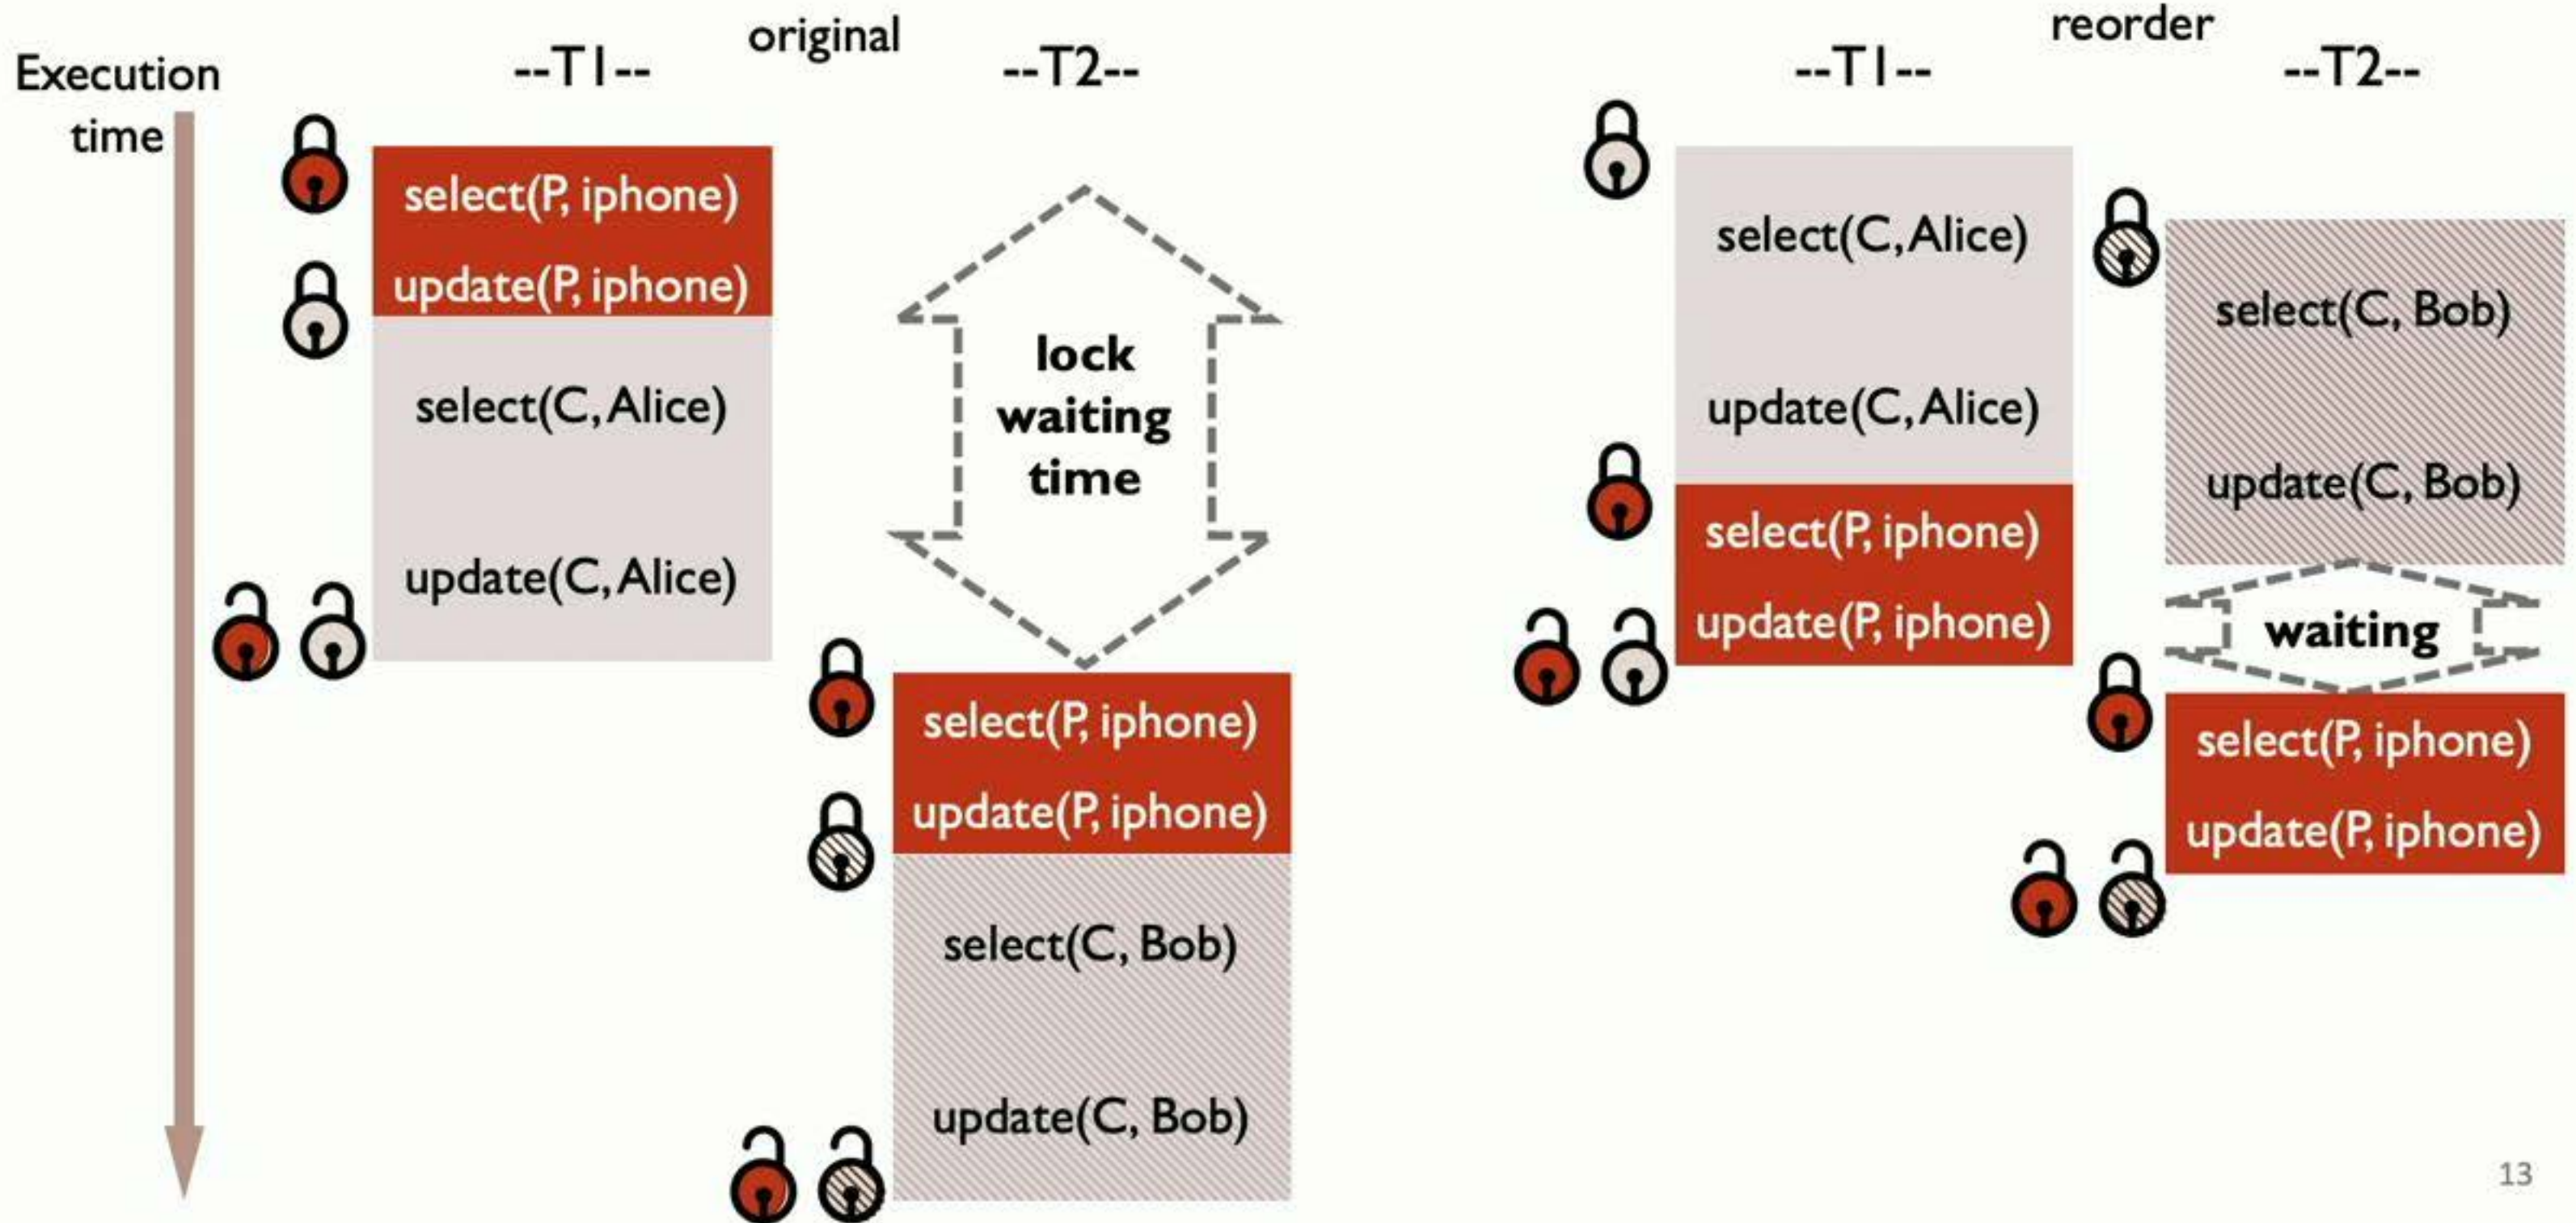 original
reorder
Execution
time
--T1--
--T2--
select(P, iphone)
update(P, iphone)
select(C, Alice)
update(C, Alice)
lock
waiting
time
select(P, iphone)
update(P, iphone)
select(C, Bob)
update(C, Bob)
--T1--
--T2--
select(C, Alice)
update(C, Alice)
select(P, iphone)
update(P, iphone)
select(C, Bob)
update(C, Bob)
waiting
select(P, iphone)
update(P, iphone)
13